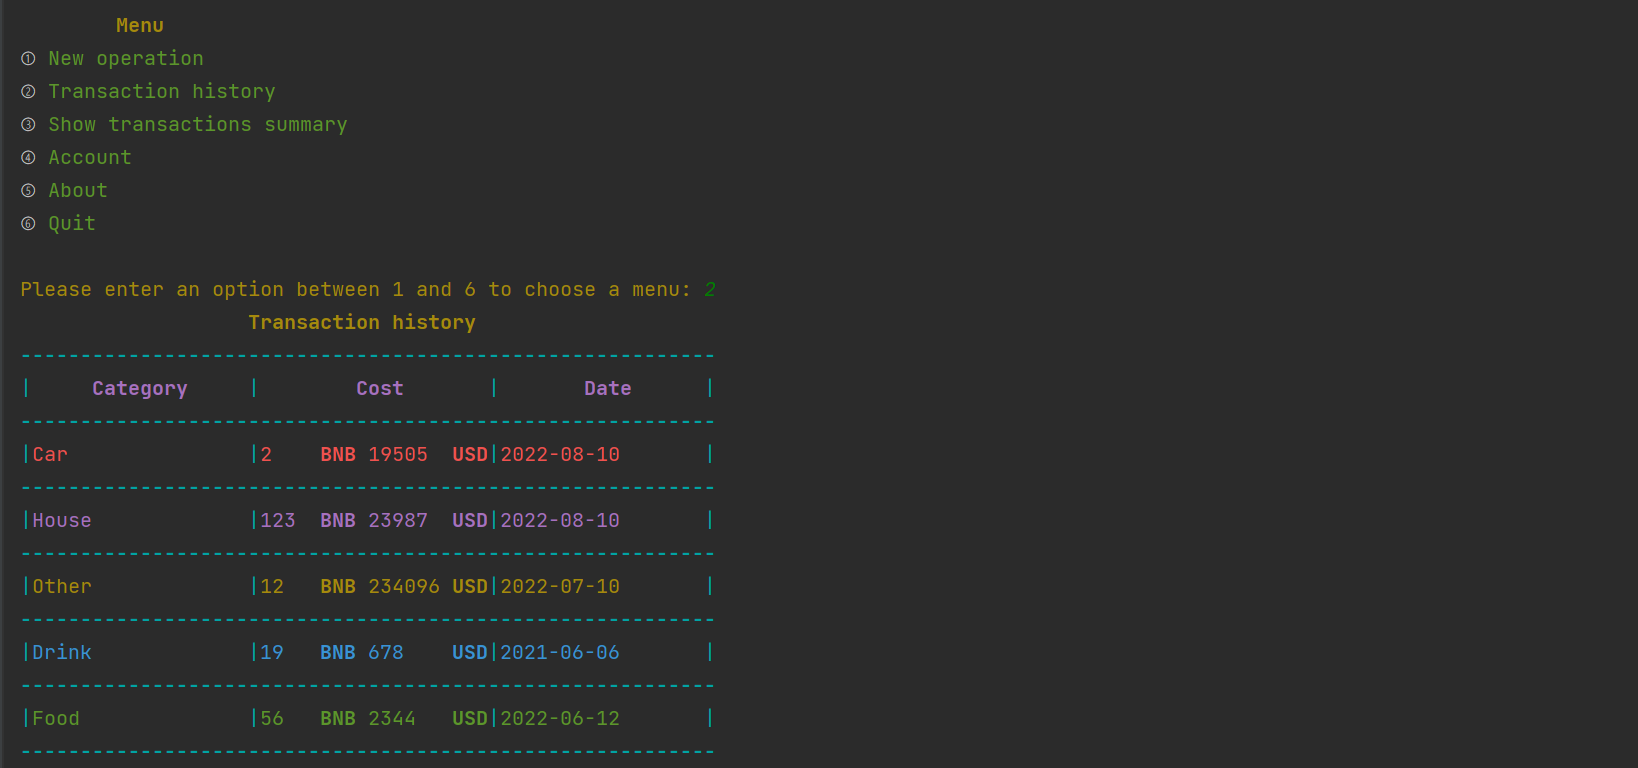 Menu
① New operation
② Transaction history
③ Show transactions summary
④ Account
⑤ About
⑥ Quit
Please enter an option between 1 and 6 to choose a menu: 2
Transaction history
----------------------------------------------------------
|     Category     |        Cost       |       Date      |
----------------------------------------------------------
|Car               |2    BNB 19505  USD|2022-08-10       |
----------------------------------------------------------
|House             |123  BNB 23987  USD|2022-08-10       |
----------------------------------------------------------
|Other             |12   BNB 234096 USD|2022-07-10       |
----------------------------------------------------------
|Drink             |19   BNB 678    USD|2021-06-06       |
----------------------------------------------------------
|Food              |56   BNB 2344   USD|2022-06-12       |
----------------------------------------------------------